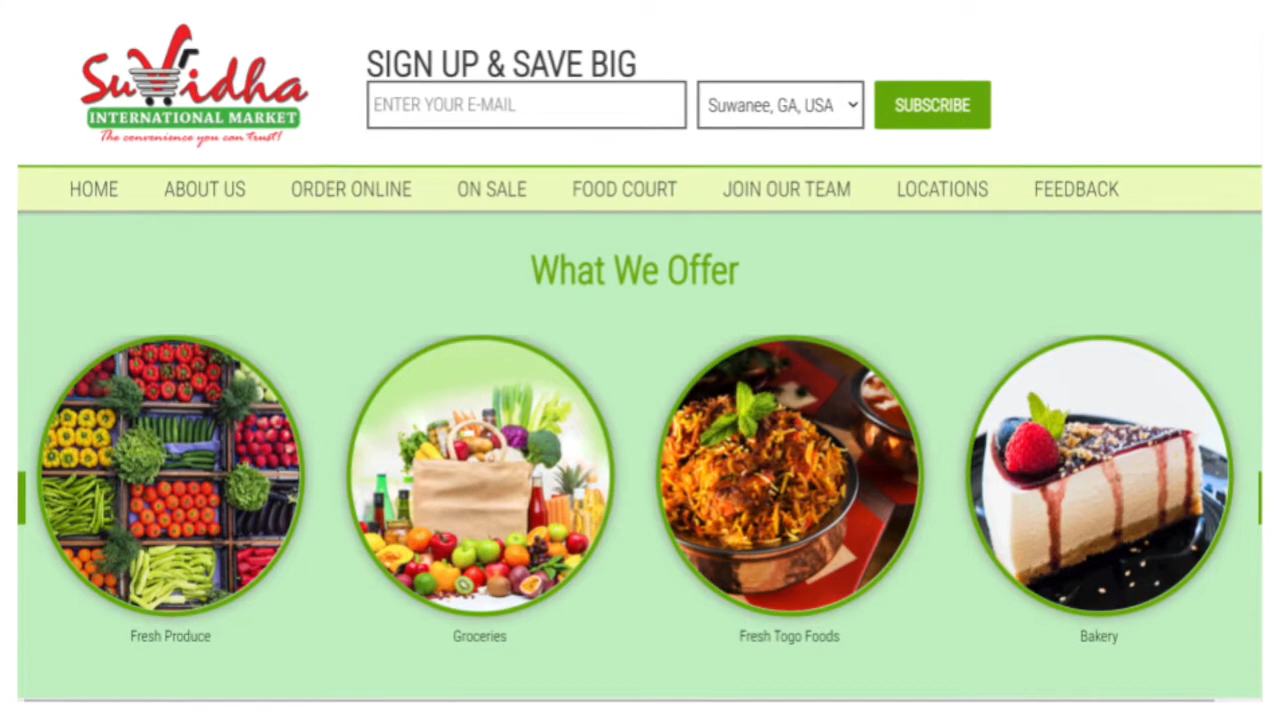 SuVidha
INTERNATIONAL MARKET
The convenience you can trust!
SIGN UP & SAVE BIG
ENTER YOUR E-MAIL
Suwanee, GA, USA
SUBSCRIBE
HOME ABOUT US ORDER ONLINE ON SALE FOOD COURT JOIN OUR TEAM LOCATIONS FEEDBACK
What We Offer
Fresh Produce
Groceries
Fresh Togo Foods
Bakery